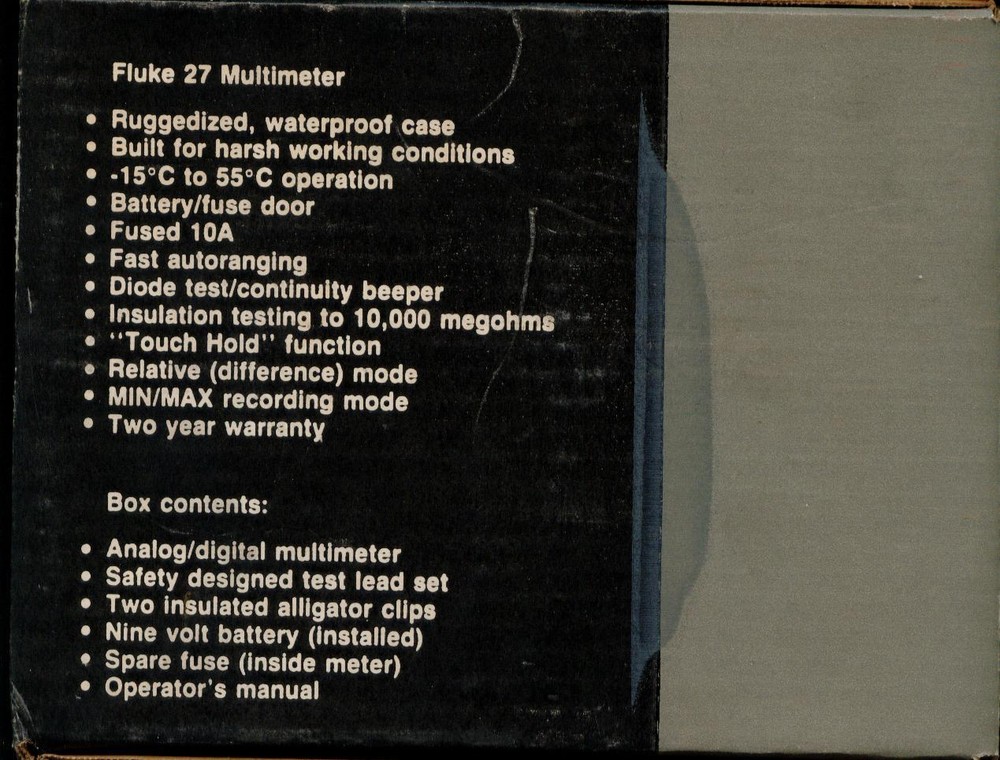 Fluke 27 Multimeter
• Ruggedized, waterproof case
• Built for harsh working conditions
• -15°C to 55°C operation
• Battery/fuse door
• Fused 10A
• Fast autoranging
• Diode test/continuity beeper
• Insulation testing to 10,000 megohms
• "Touch Hold" function
• Relative (difference) mode
• MIN/MAX recording mode
• Two year warranty
Box contents:
• Analog/digital multimeter
• Safety designed test lead set
• Two insulated alligator clips
• Nine volt battery (installed)
• Spare fuse (inside meter)
• Operator's manual